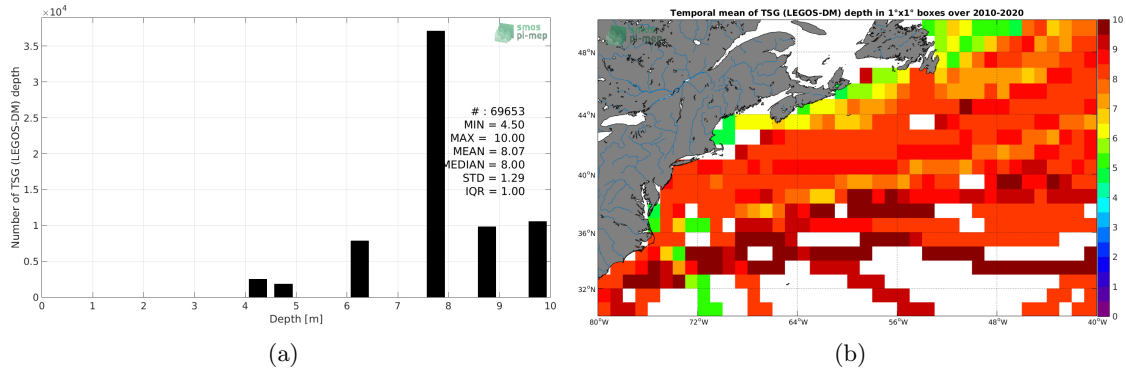 ×10⁴
smos
pi-mep
3.5
3
2.5
2
1.5
1
0.5
0
Number of TSG (LEGOS-DM) depth
# : 69653
MIN = 4.50
MAX = 10.00
MEAN = 8.07
MEDIAN = 8.00
STD = 1.29
IQR = 1.00
0 1 2 3 4 5 6 7 8 9 10
Depth [m]
(a)
Temporal mean of TSG (LEGOS-DM) depth in 1°x1° boxes over 2010-2020
smos
pi-mep
48°N
44°N
40°N
36°N
32°N
80°W 72°W 64°W 56°W 48°W 40°W
10
9
8
7
6
5
4
3
2
1
0
(b)